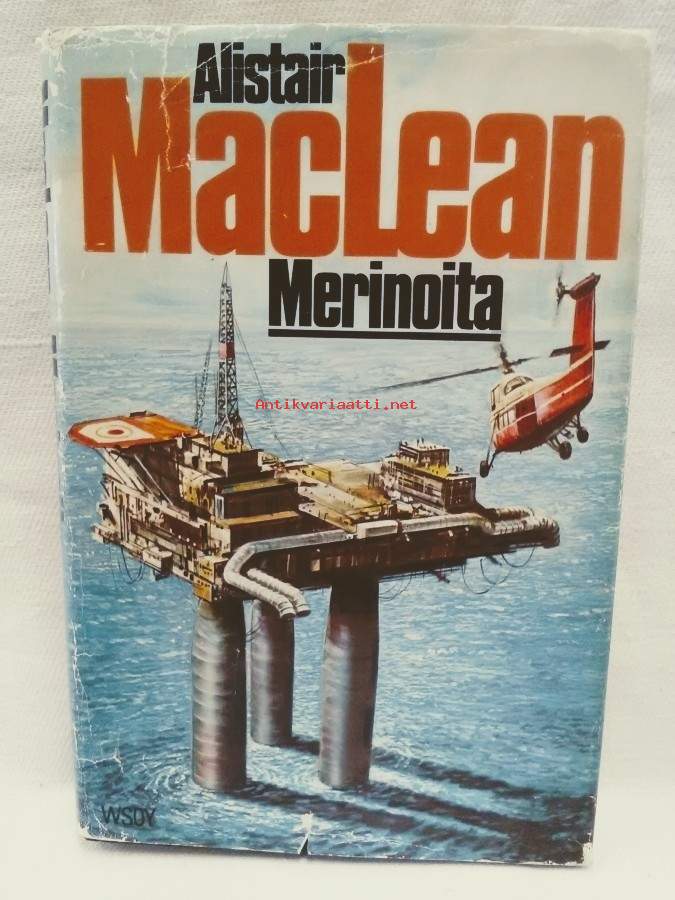 Alistair
MacLean
Merinoita
Antikvariaatti.net
WSOY